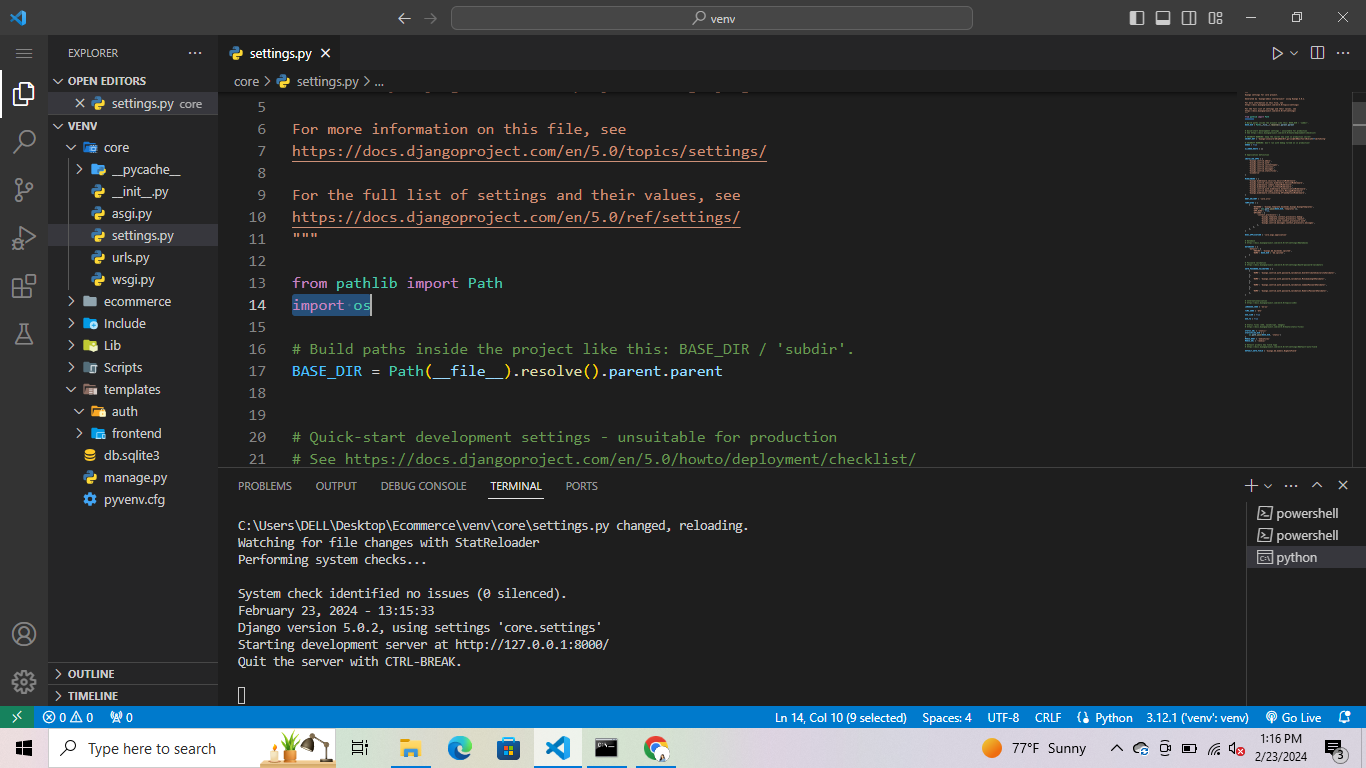 venv
EXPLORER
OPEN EDITORS
settings.py core
VENV
core
__pycache__
__init__.py
asgi.py
settings.py
urls.py
wsgi.py
ecommerce
Include
Lib
Scripts
templates
auth
frontend
db.sqlite3
manage.py
pyvenv.cfg
OUTLINE
TIMELINE
settings.py
core > settings.py > ...
5
6 For more information on this file, see
7 https://docs.djangoproject.com/en/5.0/topics/settings/
8
9 For the full list of settings and their values, see
10 https://docs.djangoproject.com/en/5.0/ref/settings/
11 """
12
13 from pathlib import Path
14 import os
15
16 # Build paths inside the project like this: BASE_DIR / 'subdir'.
17 BASE_DIR = Path(__file__).resolve().parent.parent
18
19
20 # Quick-start development settings - unsuitable for production
21 # See https://docs.djangoproject.com/en/5.0/howto/deployment/checklist/
PROBLEMS OUTPUT DEBUG CONSOLE TERMINAL PORTS
C:\Users\DELL\Desktop\Ecommerce\venv\core\settings.py changed, reloading.
Watching for file changes with StatReloader
Performing system checks...
System check identified no issues (0 silenced).
February 23, 2024 - 13:15:33
Django version 5.0.2, using settings 'core.settings'
Starting development server at http://127.0.0.1:8000/
Quit the server with CTRL-BREAK.
powershell
powershell
python
0 0 0 Ln 14, Col 10 (9 selected) Spaces: 4 UTF-8 CRLF Python 3.12.1 ('venv': venv) Go Live
Type here to search
77°F Sunny
1:16 PM
2/23/2024
3